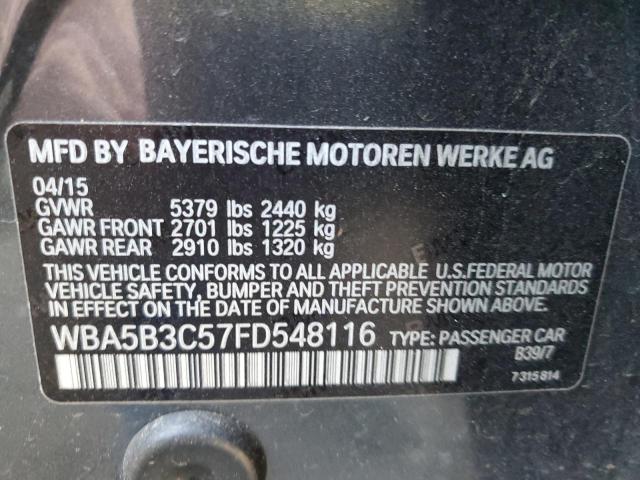 MFD BY BAYERISCHE MOTOREN WERKE AG
04/15
GVWR 5379 lbs 2440 kg
GAWR FRONT 2701 lbs 1225 kg
GAWR REAR 2910 lbs 1320 kg
THIS VEHICLE CONFORMS TO ALL APPLICABLE U.S.FEDERAL MOTOR
VEHICLE SAFETY, BUMPER AND THEFT PREVENTION STANDARDS
IN EFFECT ON THE DATE OF MANUFACTURE SHOWN ABOVE.
WBA5B3C57FD548116 TYPE: PASSENGER CAR
B39/7
7315814